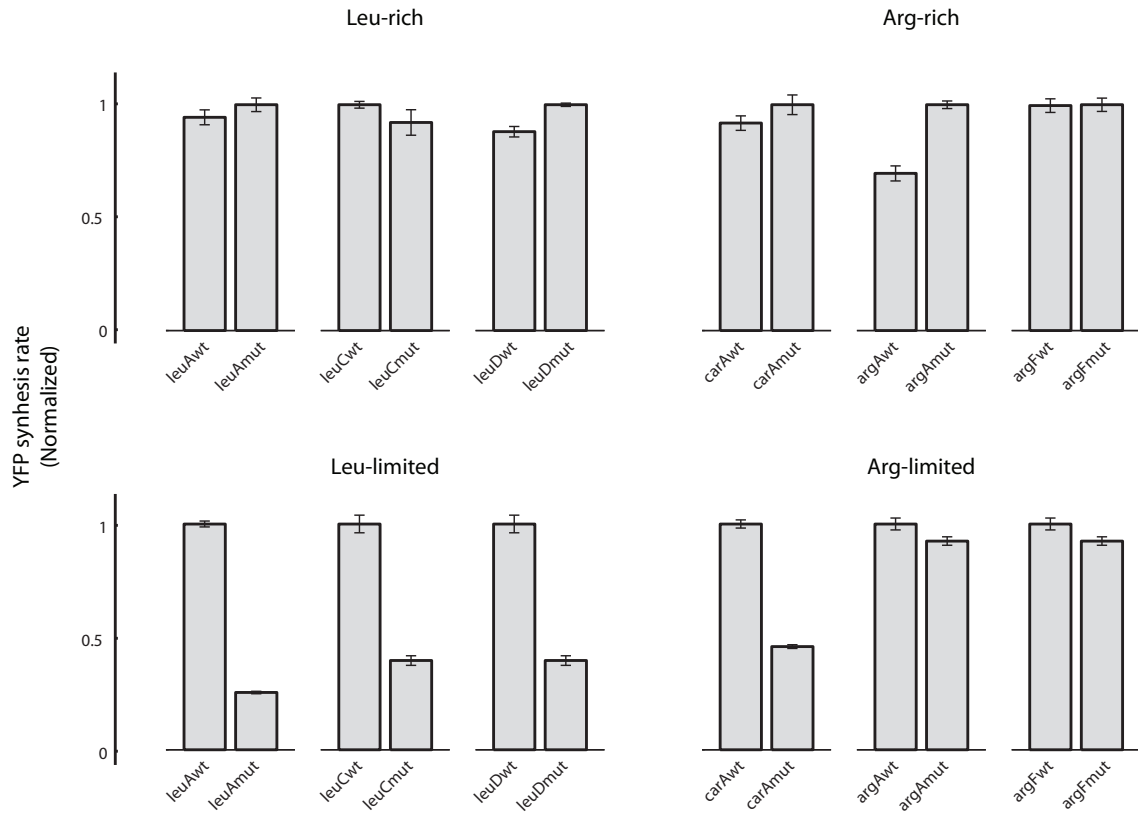 Leu-rich
Arg-rich
1
0.5
0
leuAwt
leuAmut
leuCwt
leuCmut
leuDwt
leuDmut
carAwt
carAmut
argAwt
argAmut
argFwt
argFmut
YFP synhesis rate
(Normalized)
Leu-limited
Arg-limited
1
0.5
0
leuAwt
leuAmut
leuCwt
leuCmut
leuDwt
leuDmut
carAwt
carAmut
argAwt
argAmut
argFwt
argFmut